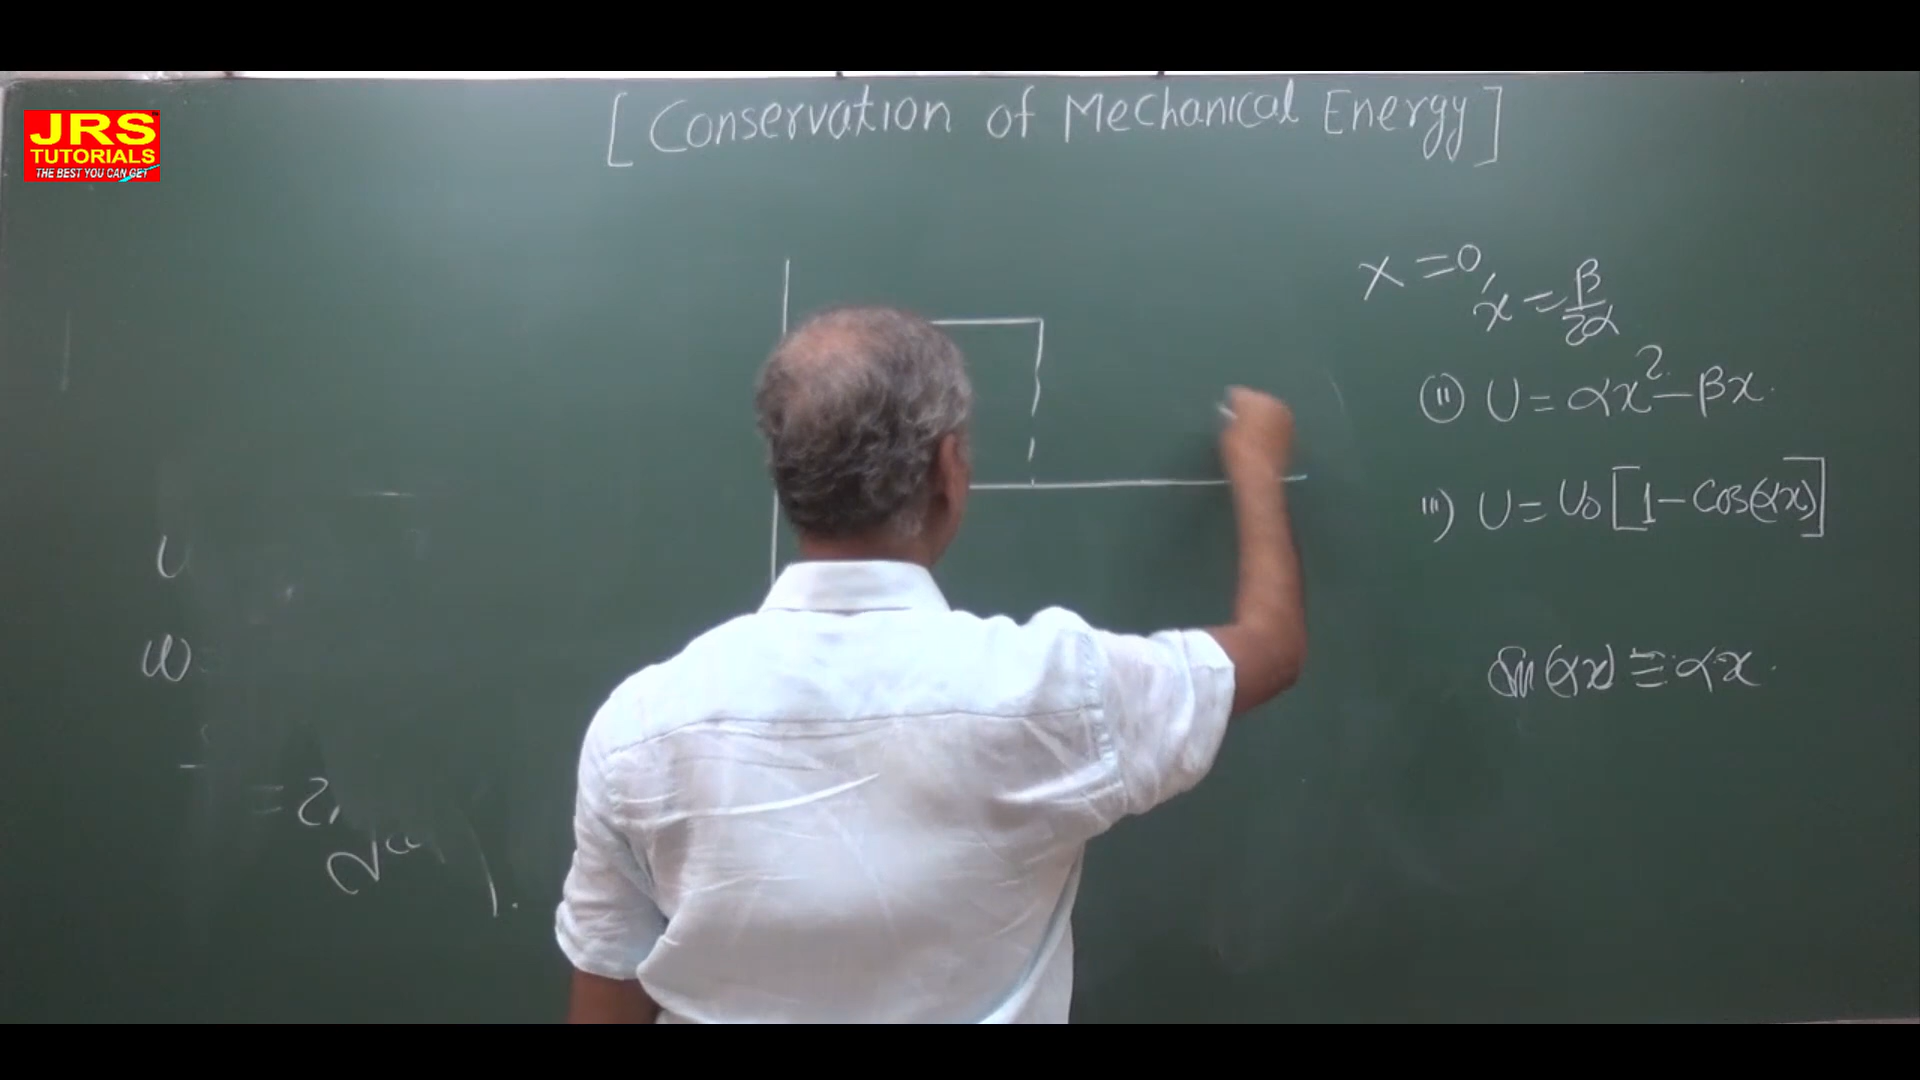 JRS
TUTORIALS
THE BEST YOU CAN GET
[Conservation of Mechanical Energy]
x = 0, x = β/2α
(ii) U = αx² - βx.
iii) U = U₀ [1 - Cos(αx)]
U
W =
= 2,
Sin(αx) ≅ αx.